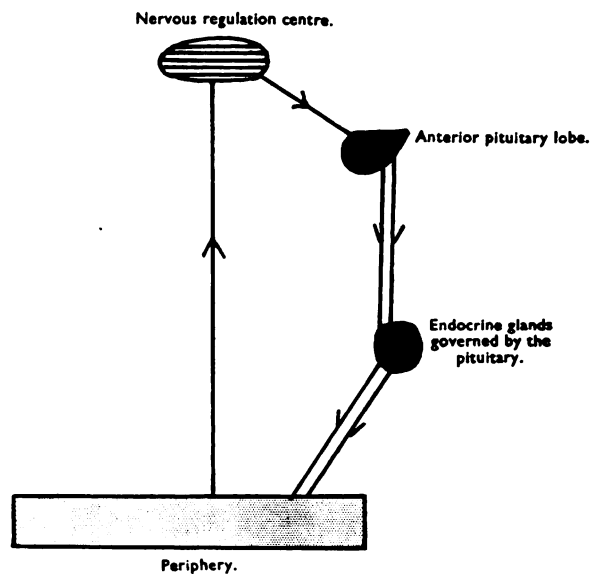 Nervous regulation centre.
Anterior pituitary lobe.
Endocrine glands
governed by the
pituitary.
Periphery.